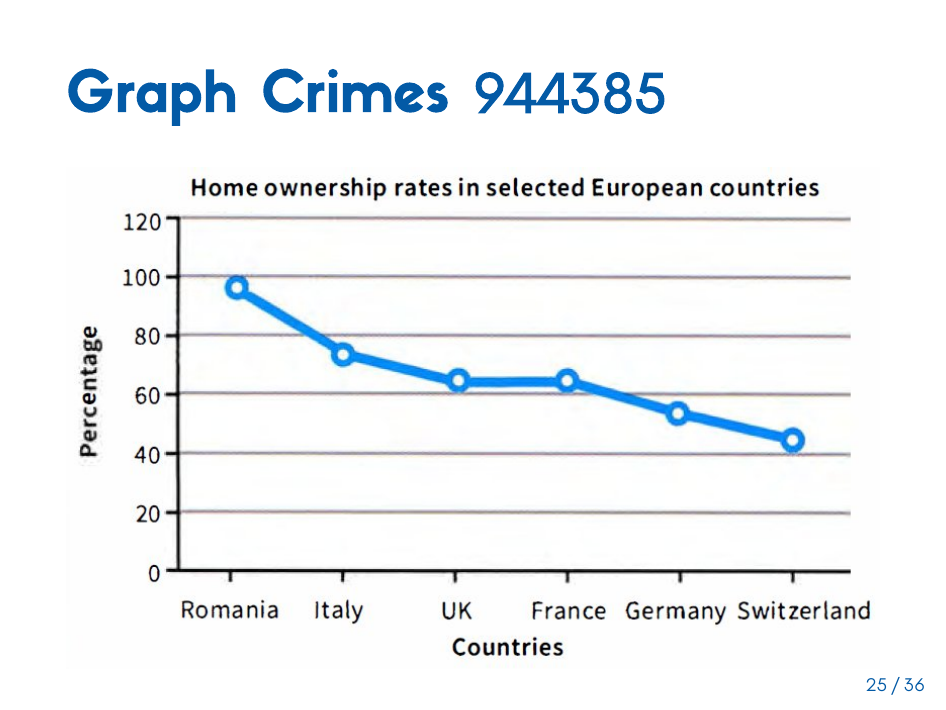 Graph Crimes 944385
Home ownership rates in selected European countries
120
100
80
60
40
20
0
Percentage
Romania Italy UK France Germany Switzerland
Countries
25 / 36